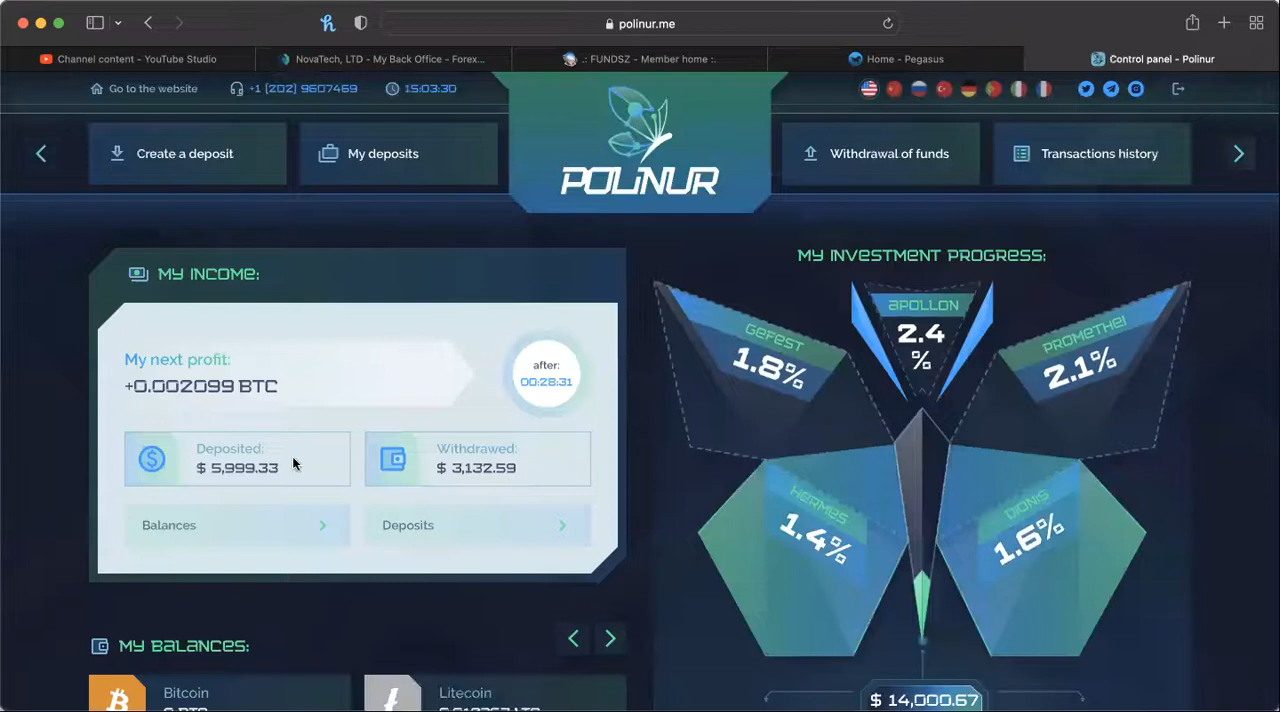 polinur.me
Channel content - YouTube Studio
NovaTech, LTD - My Back Office - Forex...
.: FUNDSZ - Member home :.
Home - Pegasus
Control panel - Polinur
Go to the website
+1 (202) 9607469
15:03:30
Create a deposit
My deposits
POLINUR
Withdrawal of funds
Transactions history
MY INCOME:
My next profit:
+0.002099 BTC
after:
00:28:31
Deposited:
$ 5,999.33
Withdrawed:
$ 3,132.59
Balances
Deposits
MY INVESTMENT PROGRESS:
GEFEST
1.8%
APOLLON
2.4
%
PROMETHEI
2.1%
HERMES
1.4%
DIONIS
1.6%
$ 14,000.67
MY BALANCES:
Bitcoin
Litecoin